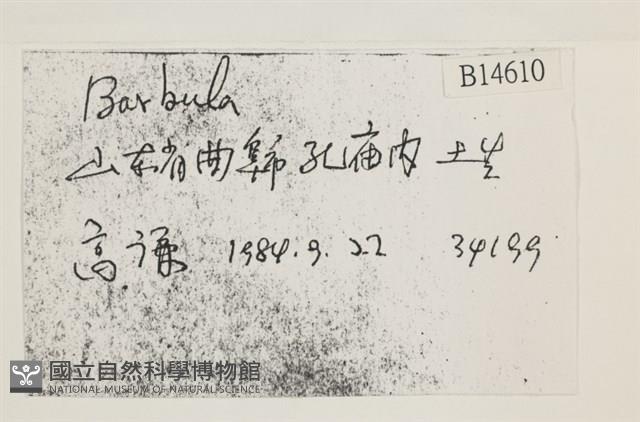 B14610
Barbula
山东省曲阜 孔庙内 土生
高谦 1984.9.22 34199
國立自然科學博物館
NATIONAL MUSEUM OF NATURAL SCIENCE